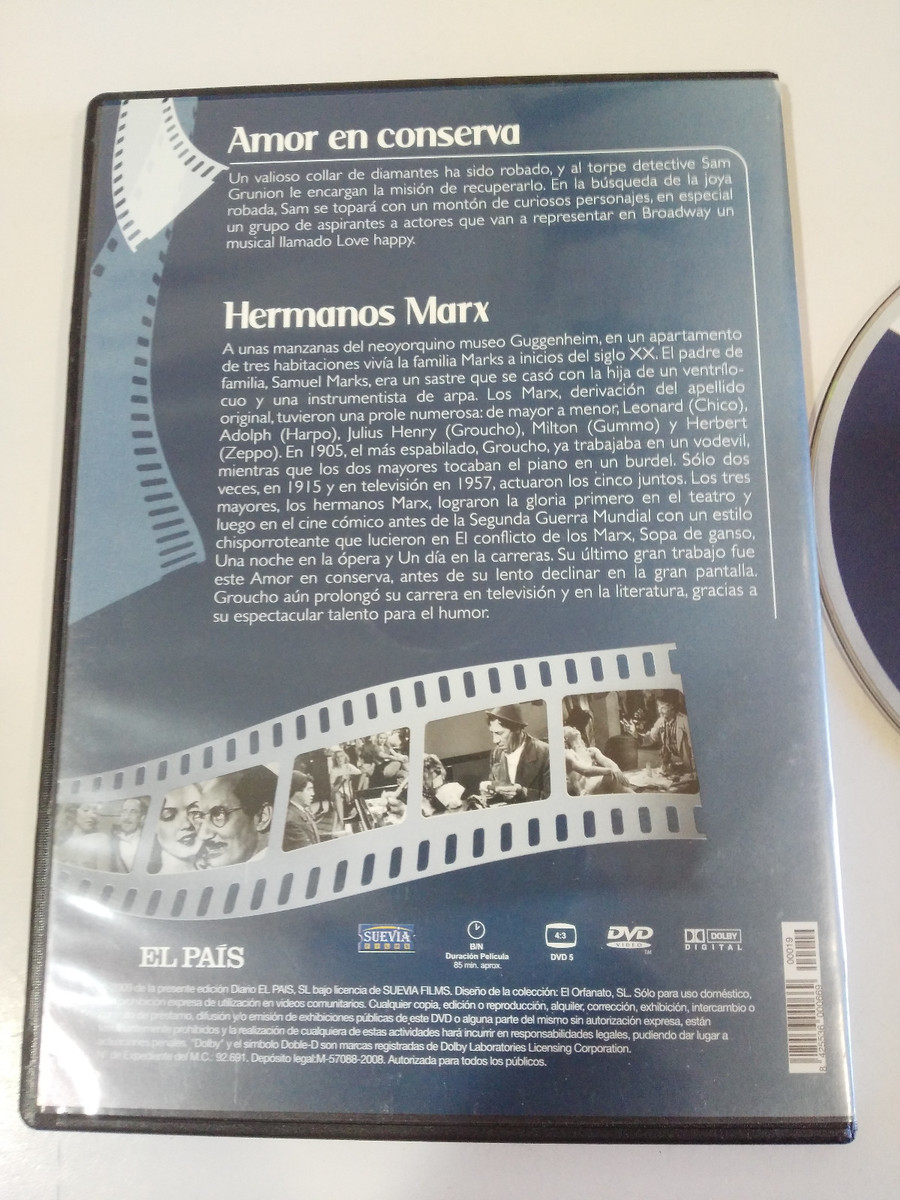 Amor en conserva
Un valioso collar de diamantes ha sido robado, y al torpe detective Sam
Grunion le encargan la misión de recuperarlo. En la búsqueda de la joya
robada, Sam se topará con un montón de curiosos personajes, en especial
un grupo de aspirantes a actores que van a representar en Broadway un
musical llamado Love happy.
Hermanos Marx
A unas manzanas del neoyorquino museo Guggenheim, en un apartamento
de tres habitaciones vivía la familia Marks a inicios del siglo XX. El padre de
familia, Samuel Marks, era un sastre que se casó con la hija de un ventrílo-
cuo y una instrumentista de arpa. Los Marx, derivación del apellido
original, tuvieron una prole numerosa: de mayor a menor, Leonard (Chico),
Adolph (Harpo), Julius Henry (Groucho), Milton (Gummo) y Herbert
(Zeppo). En 1905, el más espabilado, Groucho, ya trabajaba en un vodevil,
mientras que los dos mayores tocaban el piano en un burdel. Sólo dos
veces, en 1915 y en televisión en 1957, actuaron los cinco juntos. Los tres
mayores, los hermanos Marx, lograron la gloria primero en el teatro y
luego en el cine cómico antes de la Segunda Guerra Mundial con un estilo
chisporroteante que lucieron en El conflicto de los Marx, Sopa de ganso,
Una noche en la ópera y Un día en la carreras. Su último gran trabajo fue
este Amor en conserva, antes de su lento declinar en la gran pantalla.
Groucho aún prolongó su carrera en televisión y en la literatura, gracias a
su espectacular talento para el humor.
EL PAÍS
SUEVIA
FILMS
B/N
Duración Película
85 min. aprox.
4:3
DVD 5
DVD
VIDEO
TM
DOLBY
DIGITAL
00019
de la presente edición Diario EL PAIS, SL bajo licencia de SUEVIA FILMS. Diseño de la colección: El Orfanato, SL. Sólo para uso doméstico,
expresa de utilización en videos comunitarios. Cualquier copia, edición o reproducción, alquiler, corrección, exhibición, intercambio o
préstamo, difusión y/o emisión de exhibiciones públicas de este DVD o alguna parte del mismo sin autorización expresa, están
prohibidos y la realización de cualquiera de estas actividades hará incurrir en responsabilidades legales, pudiendo dar lugar a
penales. "Dolby" y el símbolo Doble-D son marcas registradas de Dolby Laboratories Licensing Corporation.
de Expediente del M.C. 92.691. Depósito legal:M-57088-2008. Autorizada para todos los públicos.